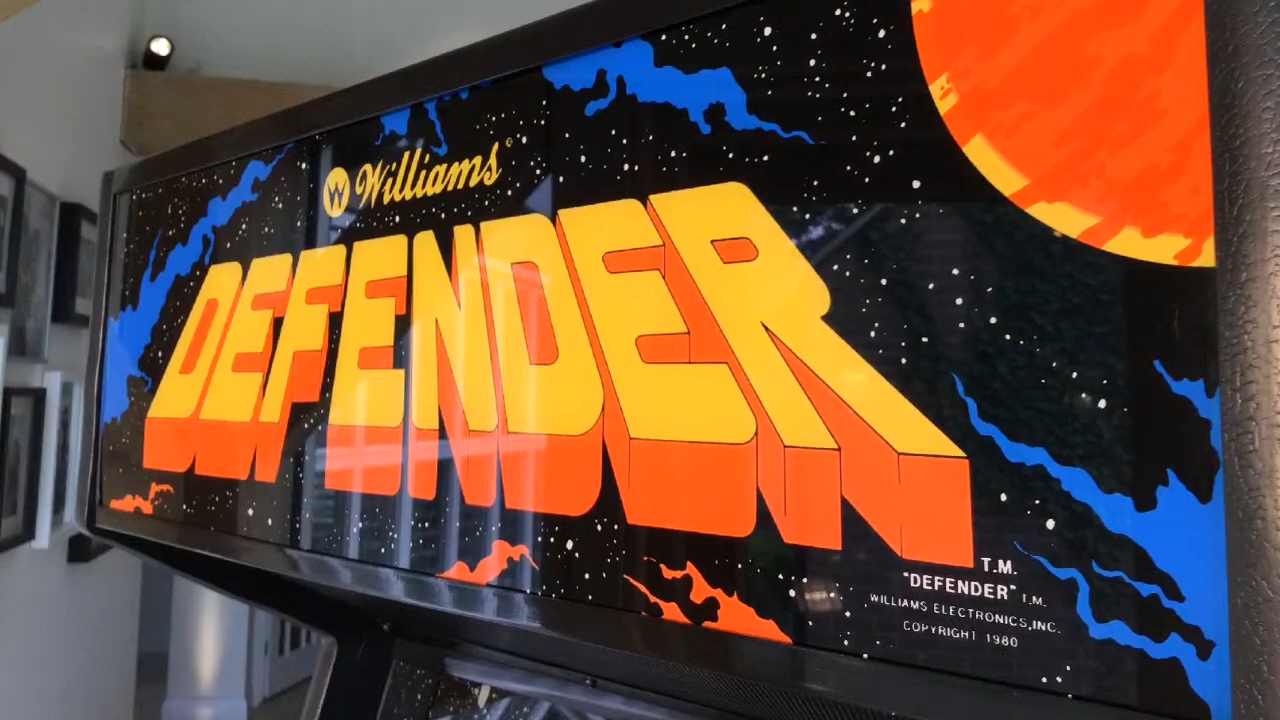 W Williams©
DEFENDER
T.M.
"DEFENDER" T.M.
WILLIAMS ELECTRONICS,INC.
COPYRIGHT 1980